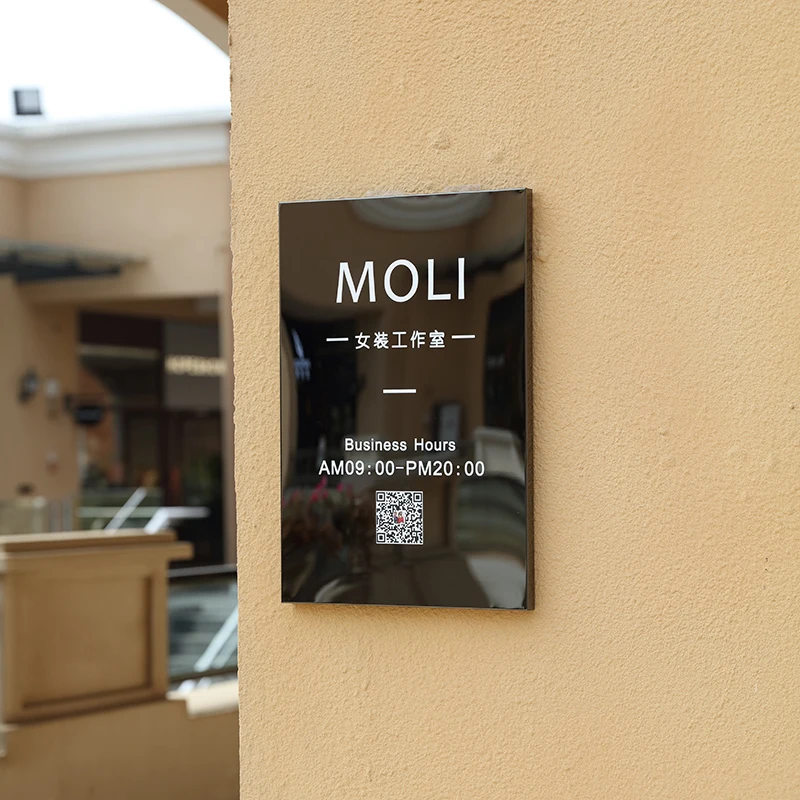 MOLI
— 女装工作室 —
Business Hours
AM09:00-PM20:00